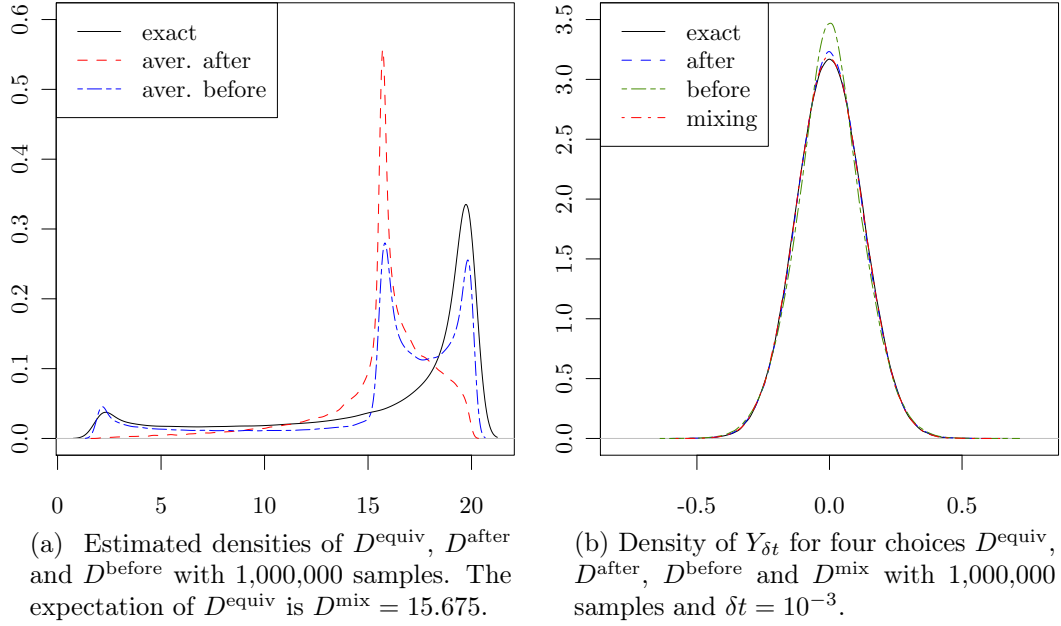 0.0 0.1 0.2 0.3 0.4 0.5 0.6
exact
aver. after
aver. before
0 5 10 15 20
(a) Estimated densities of D^equiv, D^after
and D^before with 1,000,000 samples. The
expectation of D^equiv is D^mix = 15.675.
0.0 0.5 1.0 1.5 2.0 2.5 3.0 3.5
exact
after
before
mixing
-0.5 0.0 0.5
(b) Density of Y_δt for four choices D^equiv,
D^after, D^before and D^mix with 1,000,000
samples and δt = 10^−3.